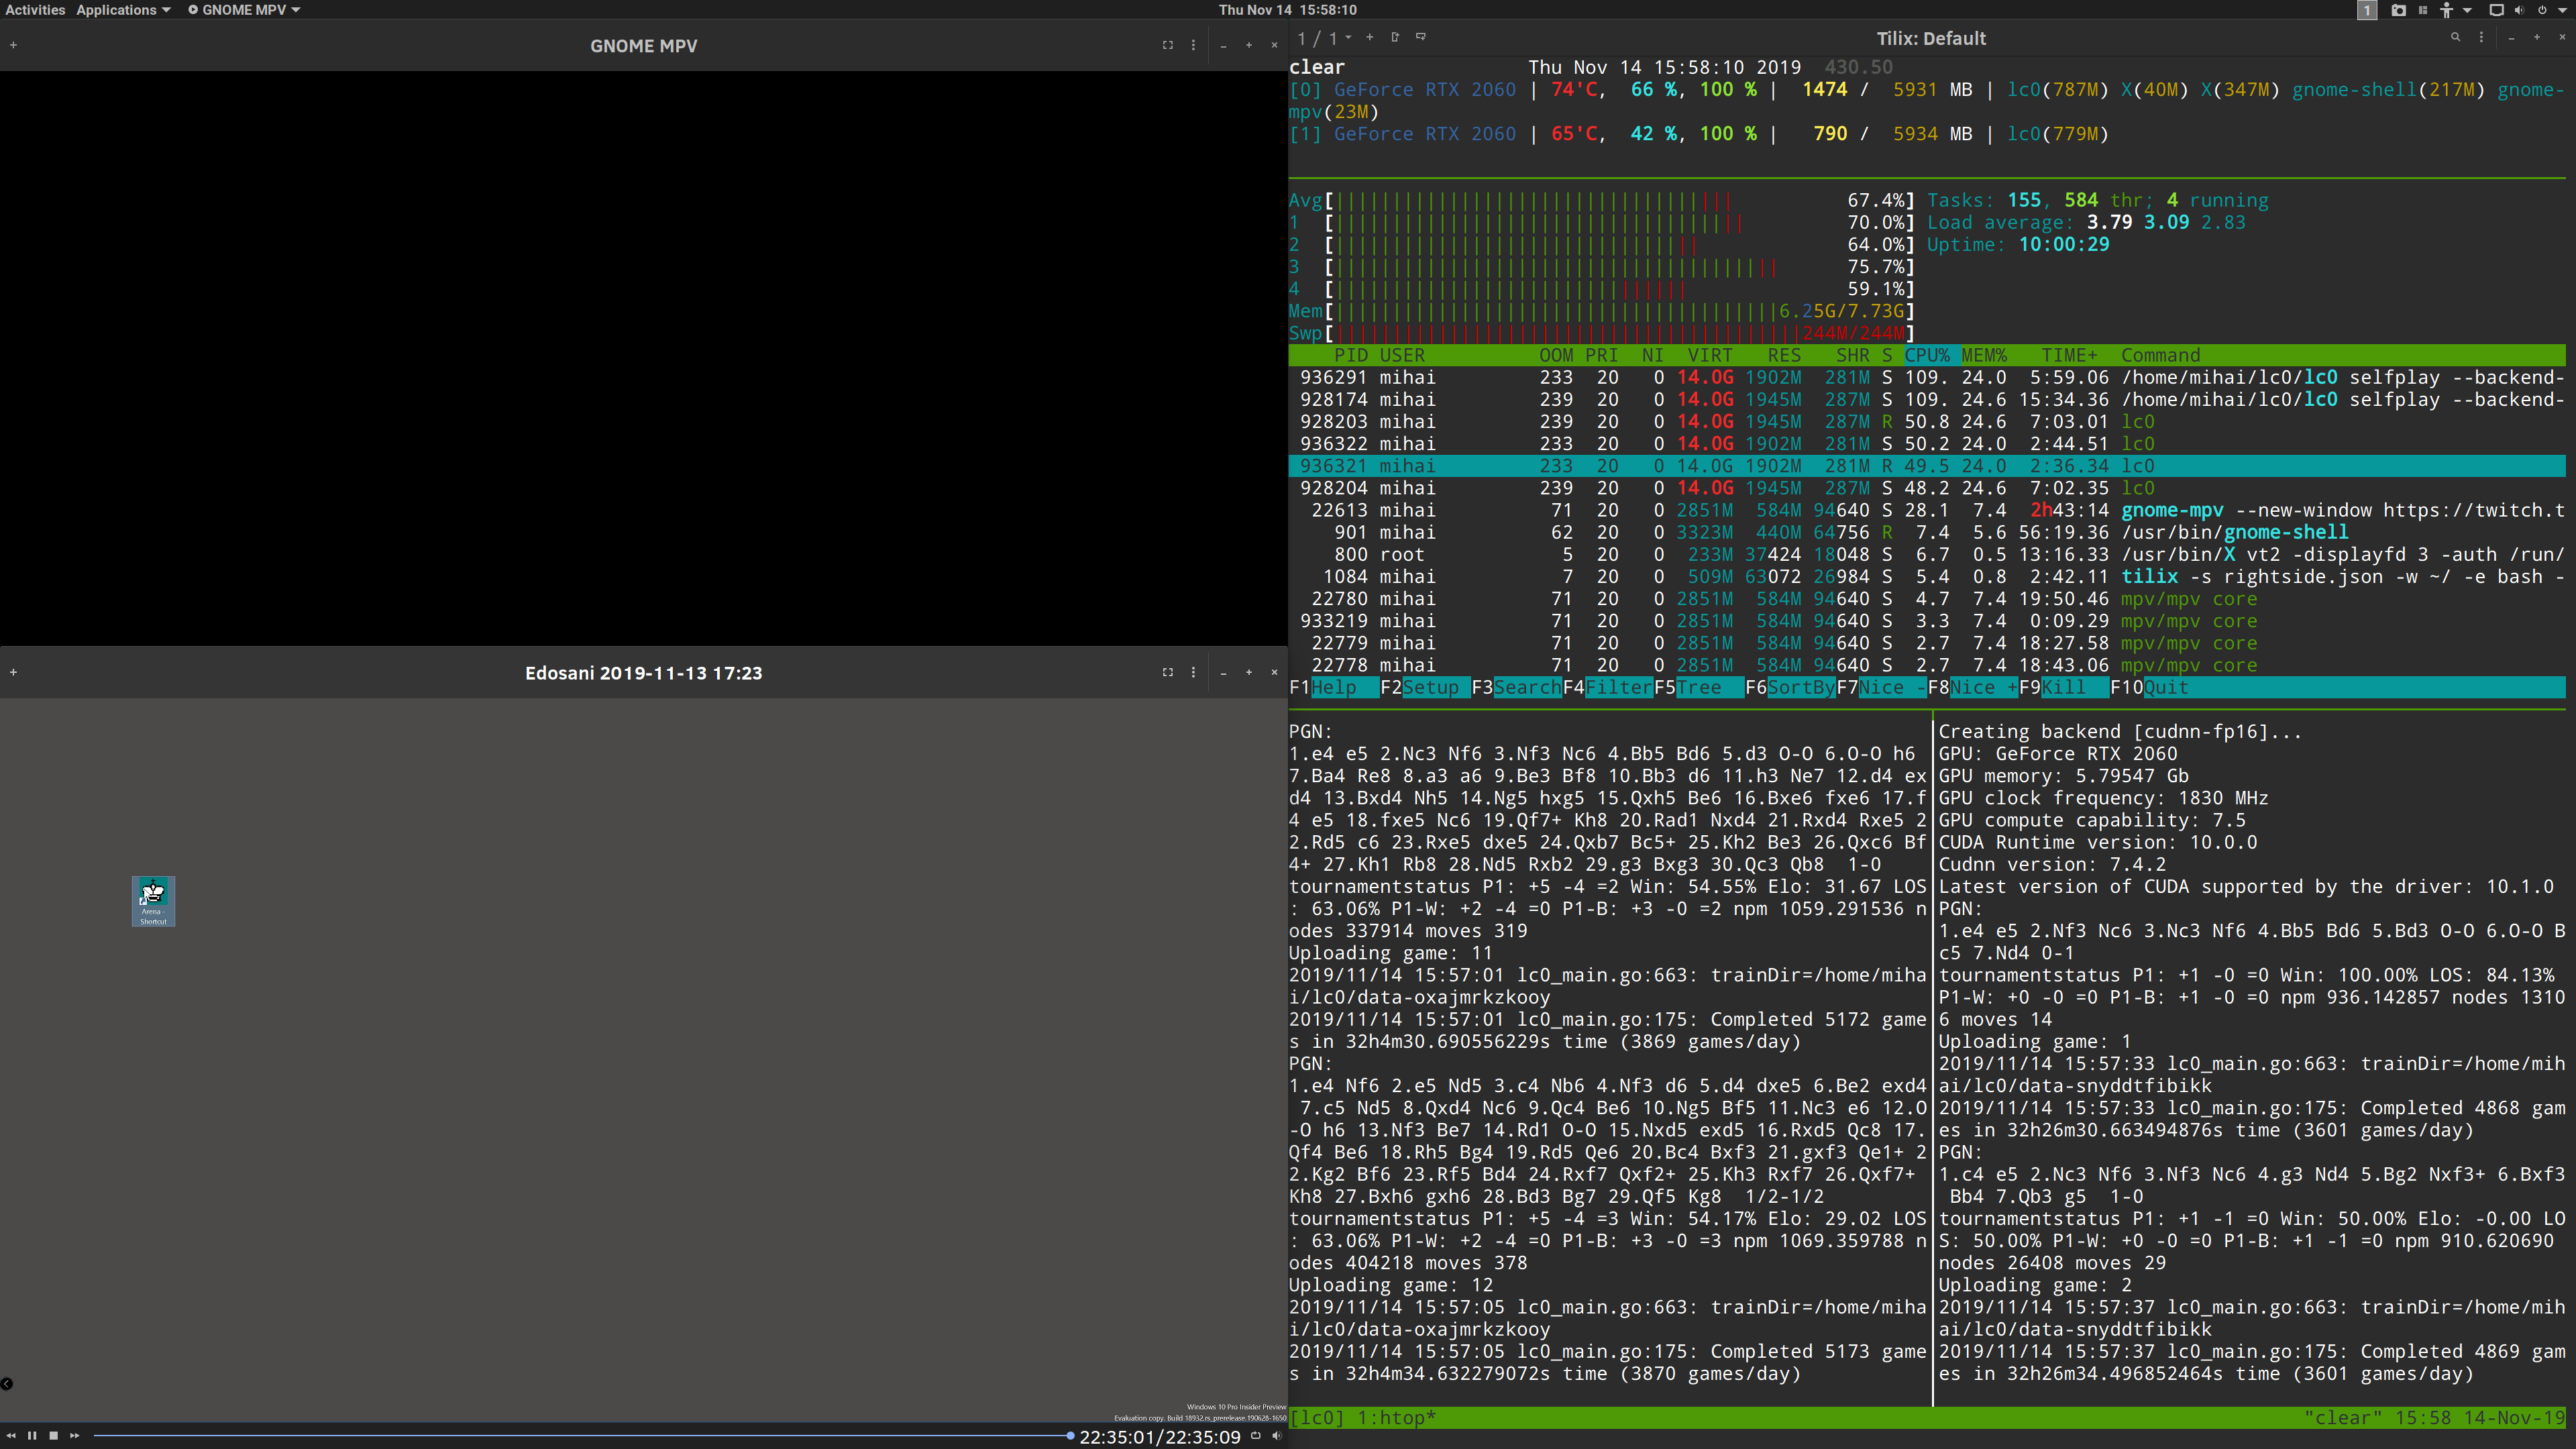 Activities Applications GNOME MPV Thu Nov 14 15:58:10 1
GNOME MPV
Edosani 2019-11-13 17:23
Arena -
Shortcut
Windows 10 Pro Insider Preview
Evaluation copy. Build 18932.rs_prerelease.190628-1650
22:35:01/22:35:09
1 / 1 Tilix: Default
clear Thu Nov 14 15:58:10 2019 430.50
[0] GeForce RTX 2060 | 74'C, 66 %, 100 % | 1474 / 5931 MB | lc0(787M) X(40M) X(347M) gnome-shell(217M) gnome-
mpv(23M)
[1] GeForce RTX 2060 | 65'C, 42 %, 100 % | 790 / 5934 MB | lc0(779M)
Avg[ 67.4%] Tasks: 155, 584 thr; 4 running
1 [ 70.0%] Load average: 3.79 3.09 2.83
2 [ 64.0%] Uptime: 10:00:29
3 [ 75.7%]
4 [ 59.1%]
Mem[ 6.25G/7.73G]
Swp[ 244M/244M]
PID USER OOM PRI NI VIRT RES SHR S CPU% MEM% TIME+ Command
936291 mihai 233 20 0 14.0G 1902M 281M S 109. 24.0 5:59.06 /home/mihai/lc0/lc0 selfplay --backend-
928174 mihai 239 20 0 14.0G 1945M 287M S 109. 24.6 15:34.36 /home/mihai/lc0/lc0 selfplay --backend-
928203 mihai 239 20 0 14.0G 1945M 287M R 50.8 24.6 7:03.01 lc0
936322 mihai 233 20 0 14.0G 1902M 281M S 50.2 24.0 2:44.51 lc0
936321 mihai 233 20 0 14.0G 1902M 281M R 49.5 24.0 2:36.34 lc0
928204 mihai 239 20 0 14.0G 1945M 287M S 48.2 24.6 7:02.35 lc0
22613 mihai 71 20 0 2851M 584M 94640 S 28.1 7.4 2h43:14 gnome-mpv --new-window https://twitch.t
901 mihai 62 20 0 3323M 440M 64756 R 7.4 5.6 56:19.36 /usr/bin/gnome-shell
800 root 5 20 0 233M 37424 18048 S 6.7 0.5 13:16.33 /usr/bin/X vt2 -displayfd 3 -auth /run/
1084 mihai 7 20 0 509M 63072 26984 S 5.4 0.8 2:42.11 tilix -s rightside.json -w ~/ -e bash -
22780 mihai 71 20 0 2851M 584M 94640 S 4.7 7.4 19:50.46 mpv/mpv core
933219 mihai 71 20 0 2851M 584M 94640 S 3.3 7.4 0:09.29 mpv/mpv core
22779 mihai 71 20 0 2851M 584M 94640 S 2.7 7.4 18:27.58 mpv/mpv core
22778 mihai 71 20 0 2851M 584M 94640 S 2.7 7.4 18:43.06 mpv/mpv core
F1Help F2Setup F3SearchF4FilterF5Tree F6SortByF7Nice -F8Nice +F9Kill F10Quit
PGN:
1.e4 e5 2.Nc3 Nf6 3.Nf3 Nc6 4.Bb5 Bd6 5.d3 O-O 6.O-O h6
7.Ba4 Re8 8.a3 a6 9.Be3 Bf8 10.Bb3 d6 11.h3 Ne7 12.d4 ex
d4 13.Bxd4 Nh5 14.Ng5 hxg5 15.Qxh5 Be6 16.Bxe6 fxe6 17.f
4 e5 18.fxe5 Nc6 19.Qf7+ Kh8 20.Rad1 Nxd4 21.Rxd4 Rxe5 2
2.Rd5 c6 23.Rxe5 dxe5 24.Qxb7 Bc5+ 25.Kh2 Be3 26.Qxc6 Bf
4+ 27.Kh1 Rb8 28.Nd5 Rxb2 29.g3 Bxg3 30.Qc3 Qb8 1-0
tournamentstatus P1: +5 -4 =2 Win: 54.55% Elo: 31.67 LOS
: 63.06% P1-W: +2 -4 =0 P1-B: +3 -0 =2 npm 1059.291536 n
odes 337914 moves 319
Uploading game: 11
2019/11/14 15:57:01 lc0_main.go:663: trainDir=/home/miha
i/lc0/data-oxajmrkzkooy
2019/11/14 15:57:01 lc0_main.go:175: Completed 5172 game
s in 32h4m30.690556229s time (3869 games/day)
PGN:
1.e4 Nf6 2.e5 Nd5 3.c4 Nb6 4.Nf3 d6 5.d4 dxe5 6.Be2 exd4
7.c5 Nd5 8.Qxd4 Nc6 9.Qc4 Be6 10.Ng5 Bf5 11.Nc3 e6 12.O
-O h6 13.Nf3 Be7 14.Rd1 O-O 15.Nxd5 exd5 16.Rxd5 Qc8 17.
Qf4 Be6 18.Rh5 Bg4 19.Rd5 Qe6 20.Bc4 Bxf3 21.gxf3 Qe1+ 2
2.Kg2 Bf6 23.Rf5 Bd4 24.Rxf7 Qxf2+ 25.Kh3 Rxf7 26.Qxf7+
Kh8 27.Bxh6 gxh6 28.Bd3 Bg7 29.Qf5 Kg8 1/2-1/2
tournamentstatus P1: +5 -4 =3 Win: 54.17% Elo: 29.02 LOS
: 63.06% P1-W: +2 -4 =0 P1-B: +3 -0 =3 npm 1069.359788 n
odes 404218 moves 378
Uploading game: 12
2019/11/14 15:57:05 lc0_main.go:663: trainDir=/home/miha
i/lc0/data-oxajmrkzkooy
2019/11/14 15:57:05 lc0_main.go:175: Completed 5173 game
s in 32h4m34.632279072s time (3870 games/day)
Creating backend [cudnn-fp16]...
GPU: GeForce RTX 2060
GPU memory: 5.79547 Gb
GPU clock frequency: 1830 MHz
GPU compute capability: 7.5
CUDA Runtime version: 10.0.0
Cudnn version: 7.4.2
Latest version of CUDA supported by the driver: 10.1.0
PGN:
1.e4 e5 2.Nf3 Nc6 3.Nc3 Nf6 4.Bb5 Bd6 5.Bd3 O-O 6.O-O B
c5 7.Nd4 0-1
tournamentstatus P1: +1 -0 =0 Win: 100.00% LOS: 84.13%
P1-W: +0 -0 =0 P1-B: +1 -0 =0 npm 936.142857 nodes 1310
6 moves 14
Uploading game: 1
2019/11/14 15:57:33 lc0_main.go:663: trainDir=/home/mih
ai/lc0/data-snyddtfibikk
2019/11/14 15:57:33 lc0_main.go:175: Completed 4868 gam
es in 32h26m30.663494876s time (3601 games/day)
PGN:
1.c4 e5 2.Nc3 Nf6 3.Nf3 Nc6 4.g3 Nd4 5.Bg2 Nxf3+ 6.Bxf3
Bb4 7.Qb3 g5 1-0
tournamentstatus P1: +1 -1 =0 Win: 50.00% Elo: -0.00 LO
S: 50.00% P1-W: +0 -0 =0 P1-B: +1 -1 =0 npm 910.620690
nodes 26408 moves 29
Uploading game: 2
2019/11/14 15:57:37 lc0_main.go:663: trainDir=/home/mih
ai/lc0/data-snyddtfibikk
2019/11/14 15:57:37 lc0_main.go:175: Completed 4869 gam
es in 32h26m34.496852464s time (3601 games/day)
[lc0] 1:htop* "clear" 15:58 14-Nov-19